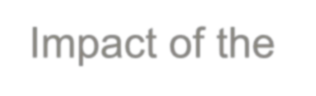 Impact of the